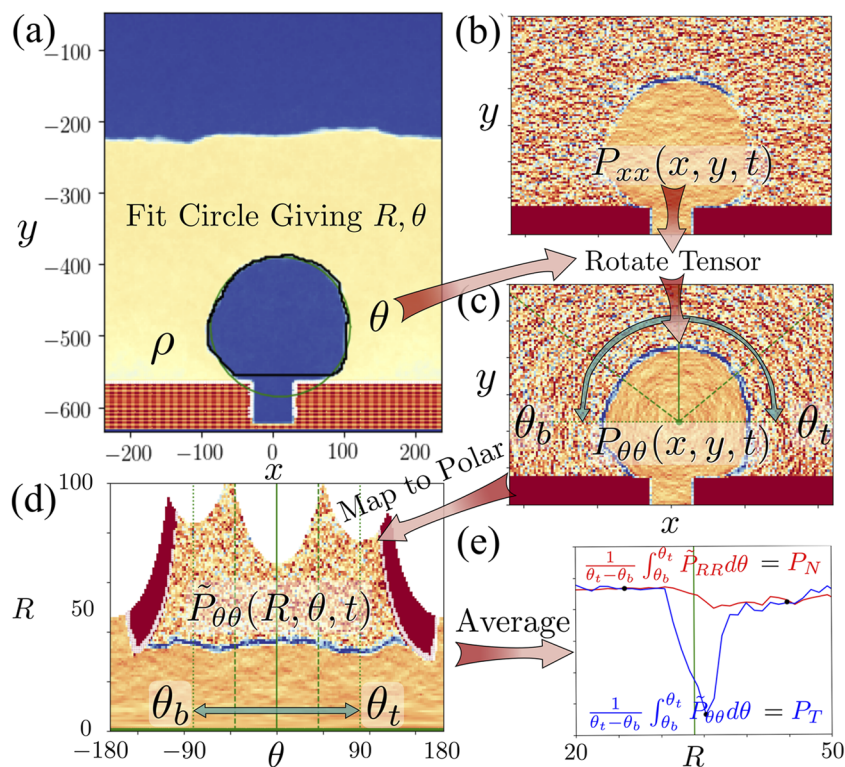 (a)
−100
−200
−300
y
−400
−500
−600
Fit Circle Giving R, θ
θ
ρ
−200
−100
0
100
200
x
(b)
y
P_xx(x, y, t)
Rotate Tensor
(c)
y
θ_b
θ_t
P_θθ(x, y, t)
x
Map to Polar
(d)
100
R
50
0
P̃_θθ(R, θ, t)
θ_b
θ_t
−180
−90
θ
90
180
Average
(e)
1/(θ_t−θ_b) ∫_{θ_b}^{θ_t} P̃_RR dθ = P_N
1/(θ_t−θ_b) ∫_{θ_b}^{θ_t} P̃_θθ dθ = P_T
20
R
50